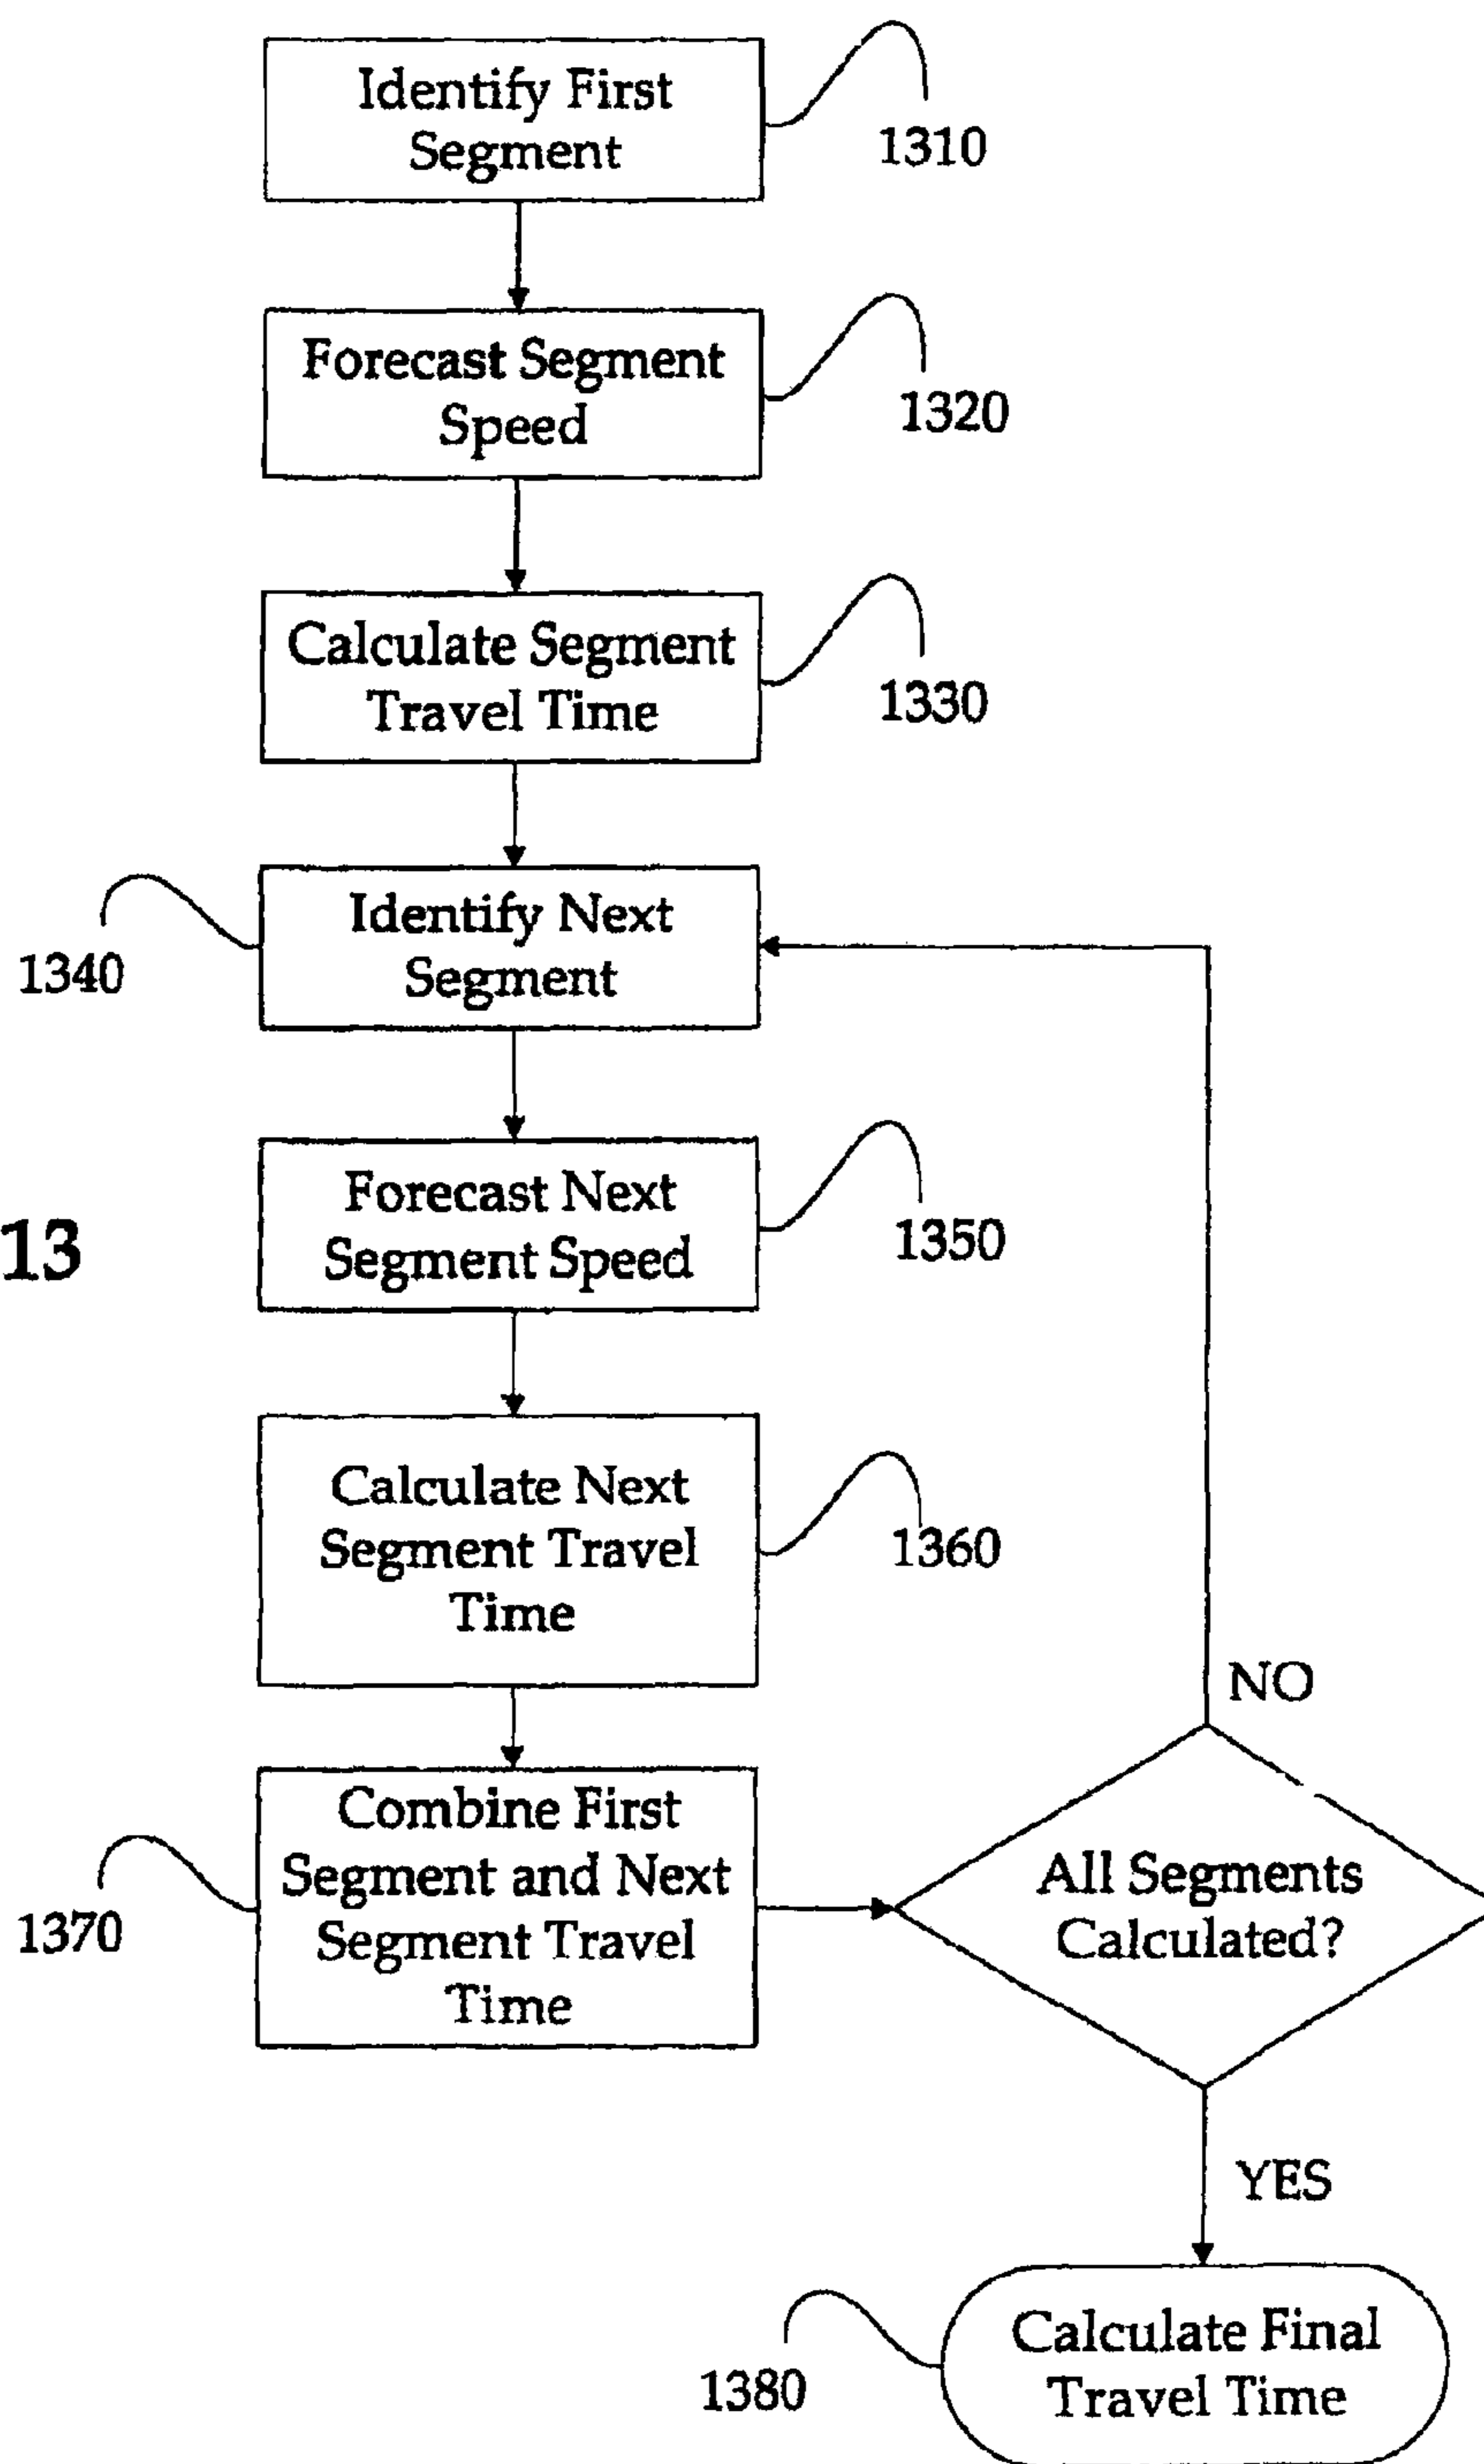 Identify First
Segment
1310
Forecast Segment
Speed
1320
Calculate Segment
Travel Time
1330
Identify Next
Segment
1340
Forecast Next
Segment Speed
1350
13
Calculate Next
Segment Travel
Time
1360
NO
Combine First
Segment and Next
Segment Travel
Time
1370
All Segments
Calculated?
YES
Calculate Final
Travel Time
1380